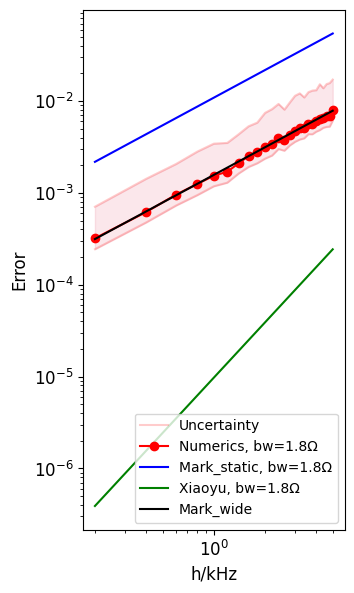 Error
10⁻²
10⁻³
10⁻⁴
10⁻⁵
10⁻⁶
Uncertainty
Numerics, bw=1.8Ω
Mark_static, bw=1.8Ω
Xiaoyu, bw=1.8Ω
Mark_wide
10⁰
h/kHz